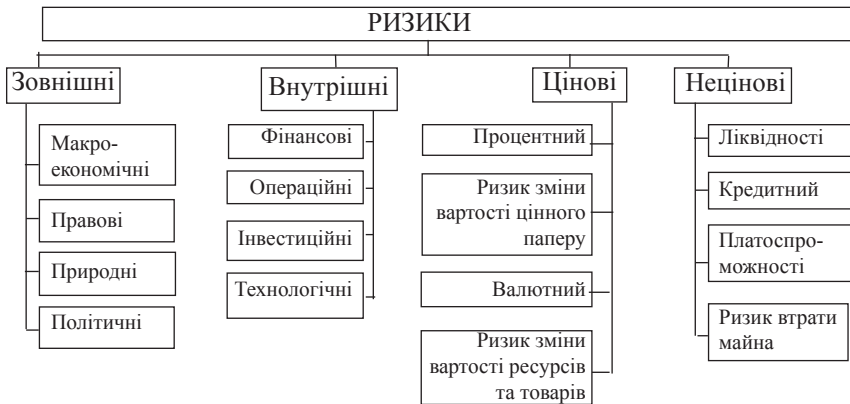 РИЗИКИ
Зовнішні
Макро-
економічні
Правові
Природні
Політичні
Внутрішні
Фінансові
Операційні
Інвестиційні
Технологічні
Цінові
Процентний
Ризик зміни
вартості цінного
паперу
Валютний
Ризик зміни
вартості ресурсів
та товарів
Нецінові
Ліквідності
Кредитний
Платоспро-
можності
Ризик втрати
майна